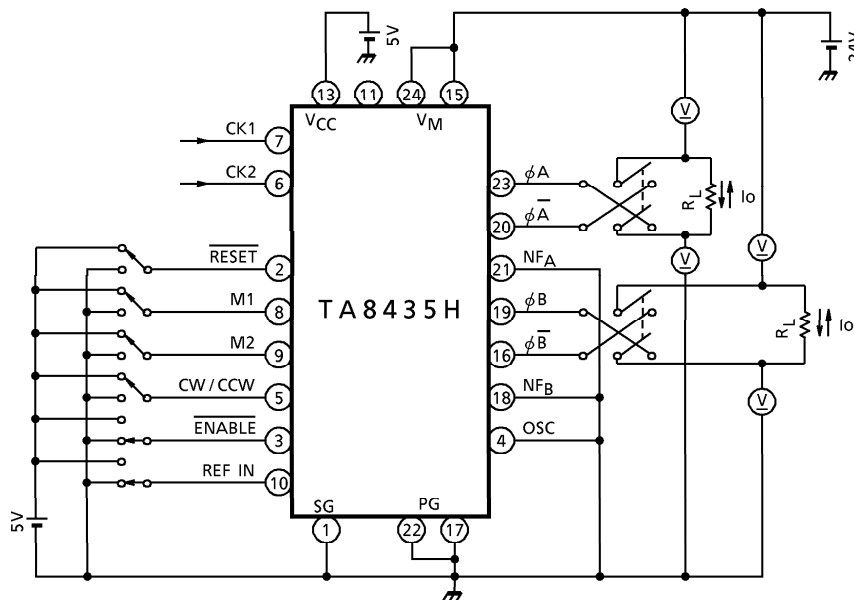 5V
24V
13
11
24
15
VCC
VM
CK1
7
CK2
6
V
23
φA
RL
Io
20
φA̅
V
V
R̅E̅S̅E̅T̅
2
21
NFA
M1
8
TA8435H
19
φB
RL
Io
M2
9
16
φB̅
CW / CCW
5
18
NFB
V
E̅N̅A̅B̅L̅E̅
3
4
OSC
REF IN
10
SG
PG
5V
1
22
17